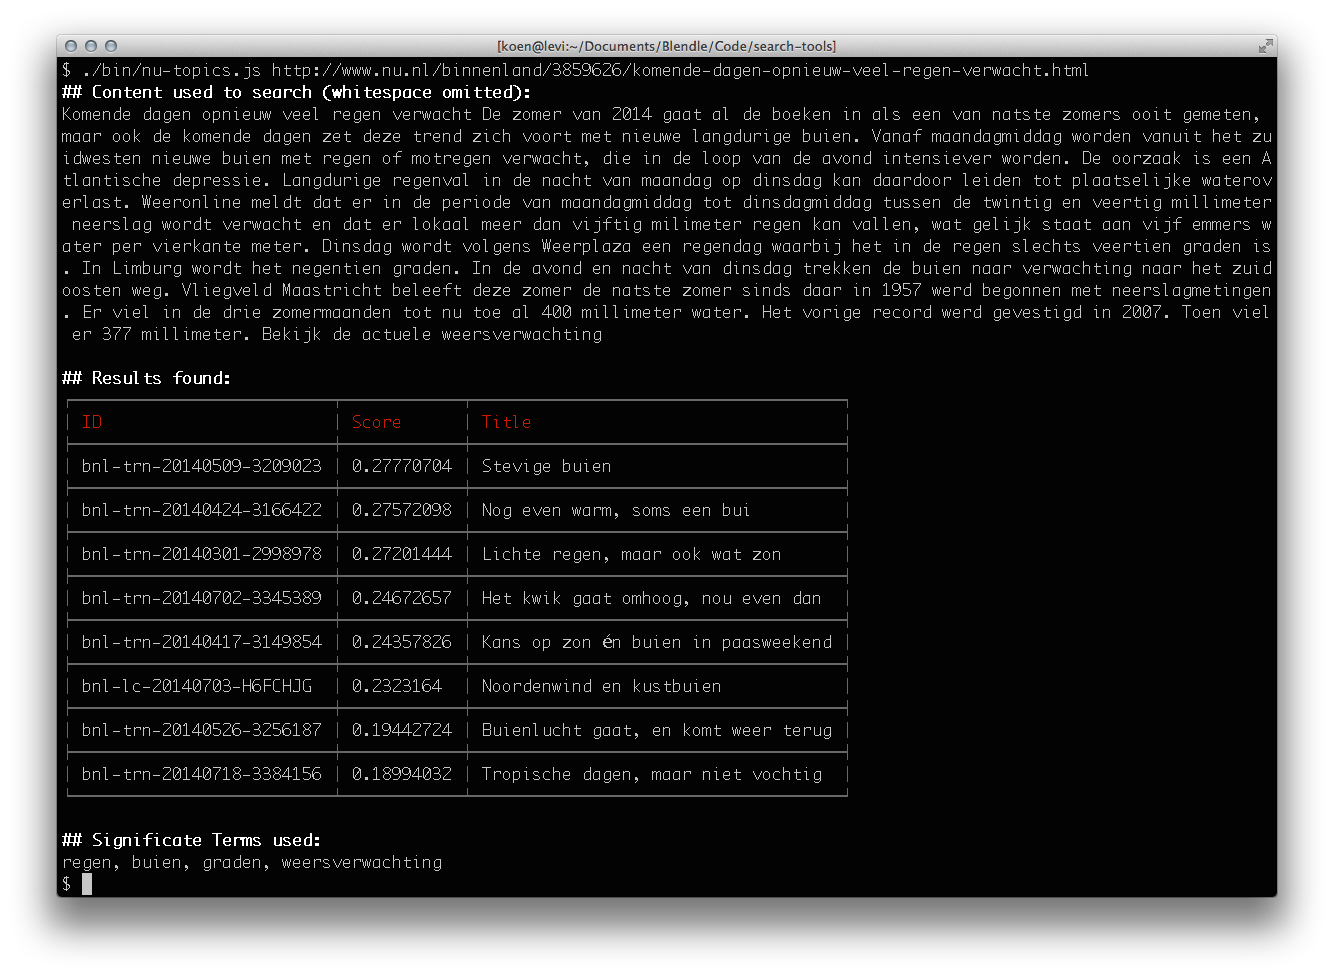 [koen@levi:~/Documents/Blendle/Code/search-tools]
$ ./bin/nu-topics.js http://www.nu.nl/binnenland/3859626/komende-dagen-opnieuw-veel-regen-verwacht.html
## Content used to search (whitespace omitted):
Komende dagen opnieuw veel regen verwacht De zomer van 2014 gaat al de boeken in als een van natste zomers ooit gemeten,
maar ook de komende dagen zet deze trend zich voort met nieuwe langdurige buien. Vanaf maandagmiddag worden vanuit het zu
idwesten nieuwe buien met regen of motregen verwacht, die in de loop van de avond intensiever worden. De oorzaak is een A
tlantische depressie. Langdurige regenval in de nacht van maandag op dinsdag kan daardoor leiden tot plaatselijke waterov
erlast. Weeronline meldt dat er in de periode van maandagmiddag tot dinsdagmiddag tussen de twintig en veertig millimeter
neerslag wordt verwacht en dat er lokaal meer dan vijftig milimeter regen kan vallen, wat gelijk staat aan vijf emmers w
ater per vierkante meter. Dinsdag wordt volgens Weerplaza een regendag waarbij het in de regen slechts veertien graden is
. In Limburg wordt het negentien graden. In de avond en nacht van dinsdag trekken de buien naar verwachting naar het zuid
oosten weg. Vliegveld Maastricht beleeft deze zomer de natste zomer sinds daar in 1957 werd begonnen met neerslagmetingen
. Er viel in de drie zomermaanden tot nu toe al 400 millimeter water. Het vorige record werd gevestigd in 2007. Toen viel
er 377 millimeter. Bekijk de actuele weersverwachting
## Results found:
ID Score Title
bnl-trn-20140509-3209023 0.27770704 Stevige buien
bnl-trn-20140424-3166422 0.27572098 Nog even warm, soms een bui
bnl-trn-20140301-2998978 0.27201444 Lichte regen, maar ook wat zon
bnl-trn-20140702-3345389 0.24672657 Het kwik gaat omhoog, nou even dan
bnl-trn-20140417-3149854 0.24357826 Kans op zon én buien in paasweekend
bnl-lc-20140703-H6FCHJG 0.2323164 Noordenwind en kustbuien
bnl-trn-20140526-3256187 0.19442724 Buienlucht gaat, en komt weer terug
bnl-trn-20140718-3384156 0.18994032 Tropische dagen, maar niet vochtig
## Significate Terms used:
regen, buien, graden, weersverwachting
$